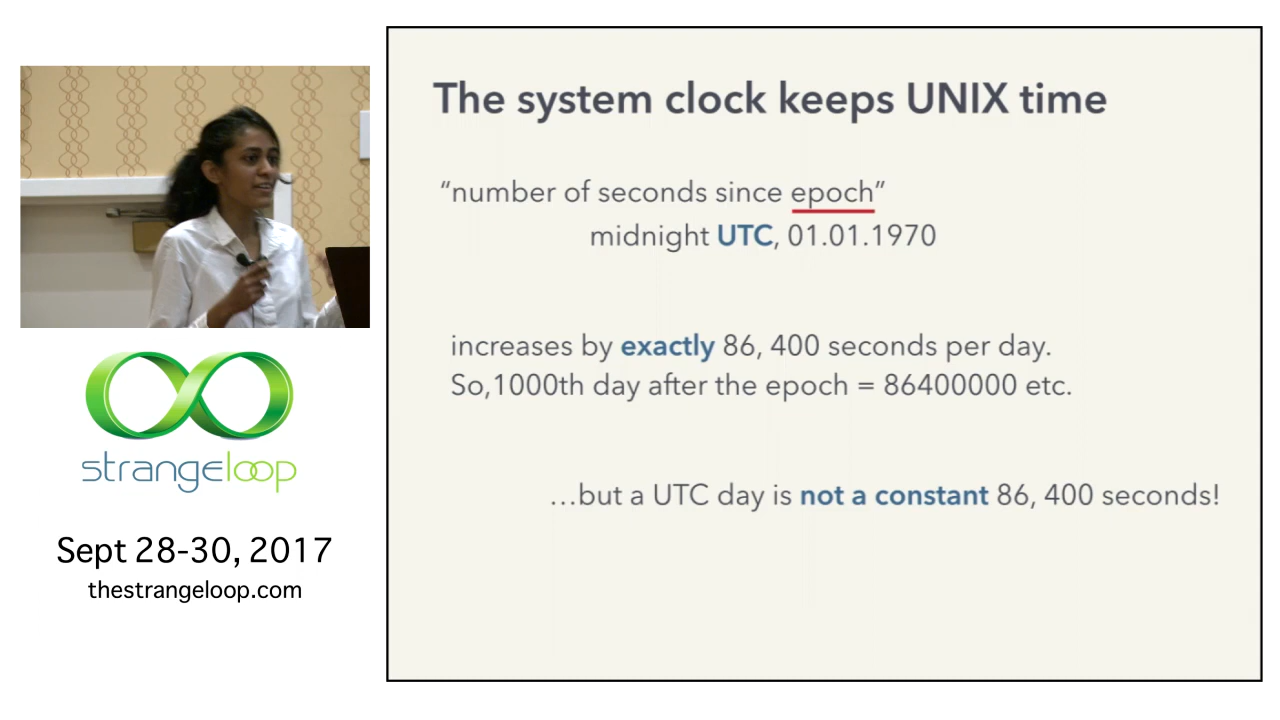 The system clock keeps UNIX time
“number of seconds since epoch”
midnight UTC, 01.01.1970
increases by exactly 86, 400 seconds per day.
So,1000th day after the epoch = 86400000 etc.
…but a UTC day is not a constant 86, 400 seconds!
strangeloop
Sept 28-30, 2017
thestrangeloop.com